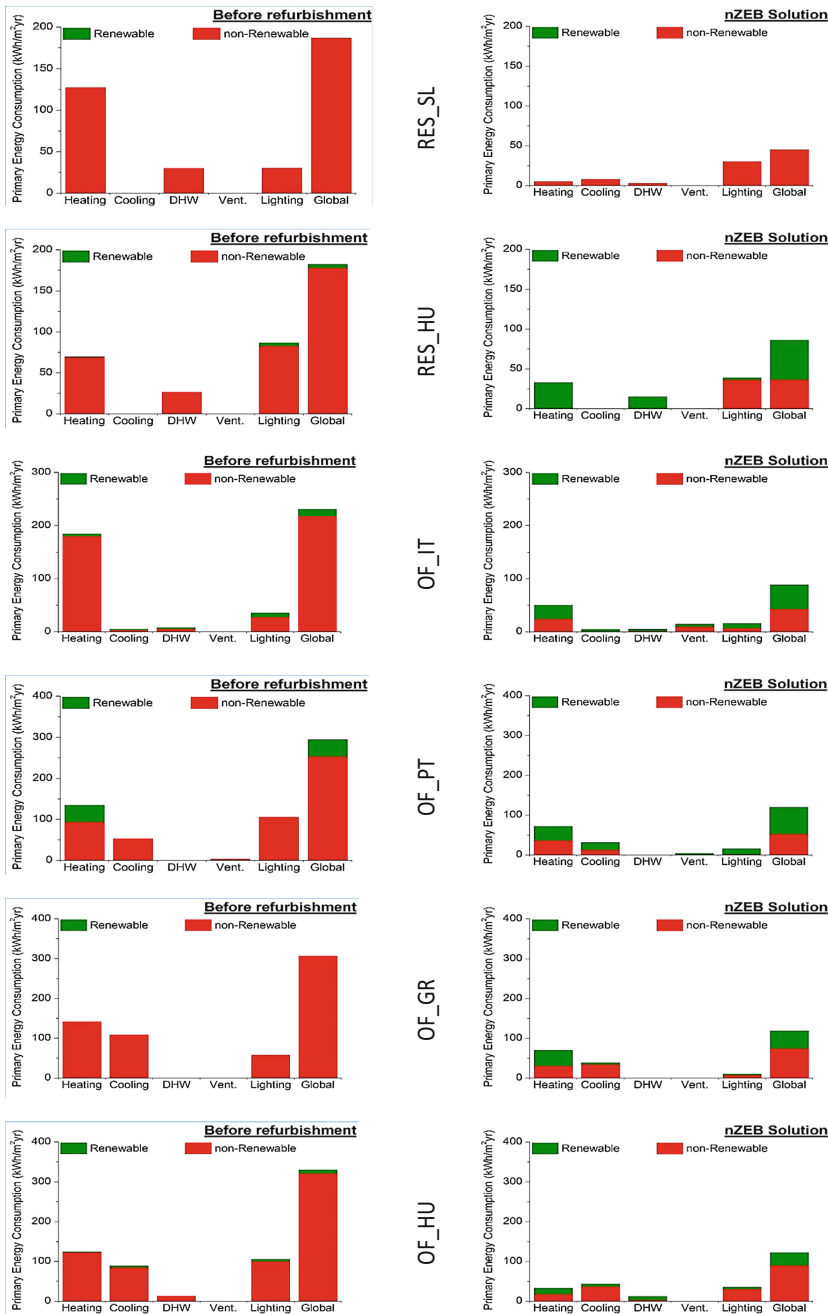 Before refurbishment
Renewable non-Renewable
Primary Energy Consumption (kWh/m²yr)
200
150
100
50
0
Heating Cooling DHW Vent. Lighting Global
RES_SL
nZEB Solution
Renewable non-Renewable
Primary Energy Consumption (kWh/m²yr)
200
150
100
50
0
Heating Cooling DHW Vent. Lighting Global
Before refurbishment
Renewable non-Renewable
Primary Energy Consumption (kWh/m²yr)
200
150
100
50
0
Heating Cooling DHW Vent. Lighting Global
RES_HU
nZEB Solution
Renewable non-Renewable
Primary Energy Consumption (kWh/m²yr)
200
150
100
50
0
Heating Cooling DHW Vent. Lighting Global
Before refurbishment
Renewable non-Renewable
Primary Energy Consumption (kWh/m²yr)
300
200
100
0
Heating Cooling DHW Vent. Lighting Global
OF_IT
nZEB Solution
Renewable non-Renewable
Primary Energy Consumption (kWh/m²yr)
300
200
100
0
Heating Cooling DHW Vent. Lighting Global
Before refurbishment
Renewable non-Renewable
Primary Energy Consumption (kWh/m²yr)
400
300
200
100
0
Heating Cooling DHW Vent. Lighting Global
OF_PT
nZEB Solution
Renewable non-Renewable
Primary Energy Consumption (kWh/m²yr)
400
300
200
100
0
Heating Cooling DHW Vent. Lighting Global
Before refurbishment
Renewable non-Renewable
Primary Energy Consumption (kWh/m²yr)
400
300
200
100
0
Heating Cooling DHW Vent. Lighting Global
OF_GR
nZEB Solution
Renewable non-Renewable
Primary Energy Consumption (kWh/m²yr)
400
300
200
100
0
Heating Cooling DHW Vent. Lighting Global
Before refurbishment
Renewable non-Renewable
Primary Energy Consumption (kWh/m²yr)
400
300
200
100
0
Heating Cooling DHW Vent. Lighting Global
OF_HU
nZEB Solution
Renewable non-Renewable
Primary Energy Consumption (kWh/m²yr)
400
300
200
100
0
Heating Cooling DHW Vent. Lighting Global